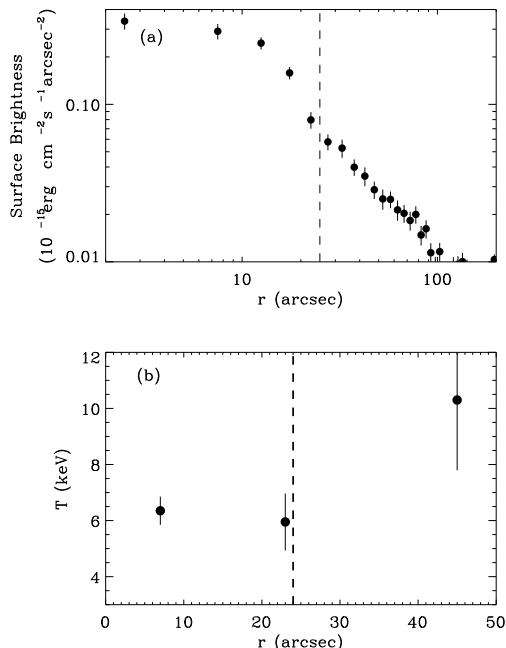 (a)
Surface Brightness
(10⁻¹⁵erg cm⁻²s⁻¹arcsec⁻²)
0.10
0.01
10 100
r (arcsec)
(b)
T (keV)
12
10
8
6
4
0 10 20 30 40 50
r (arcsec)